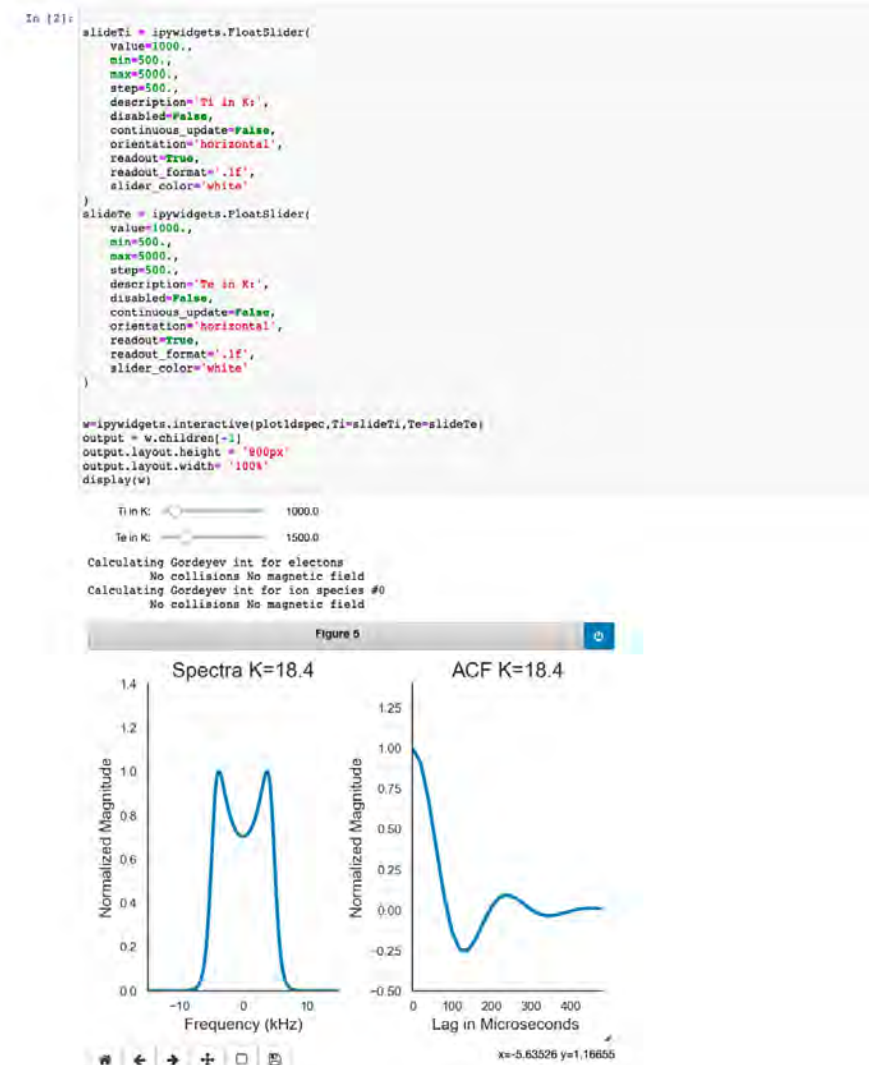 In [2]:
slideTi = ipywidgets.FloatSlider(
value=1000.,
min=500.,
max=5000.,
step=500.,
description='Ti in K:',
disabled=False,
continuous_update=False,
orientation='horizontal',
readout=True,
readout_format='.1f',
slider_color='white'
)
slideTe = ipywidgets.FloatSlider(
value=1000.,
min=500.,
max=5000.,
step=500.,
description='Te in K:',
disabled=False,
continuous_update=False,
orientation='horizontal',
readout=True,
readout_format='.1f',
slider_color='white'
)
w=ipywidgets.interactive(plot1dspec,Ti=slideTi,Te=slideTe)
output = w.children[-1]
output.layout.height = '800px'
output.layout.width= '100%'
display(w)
Ti in K: 1000.0
Te in K: 1500.0
Calculating Gordeyev int for electons
No collisions No magnetic field
Calculating Gordeyev int for ion species #0
No collisions No magnetic field
Figure 5
Spectra K=18.4
Normalized Magnitude
1.4
1.2
1.0
0.8
0.6
0.4
0.2
0.0
-10 0 10
Frequency (kHz)
ACF K=18.4
Normalized Magnitude
1.25
1.00
0.75
0.50
0.25
0.00
-0.25
-0.50
0 100 200 300 400
Lag in Microseconds
x=-5.63526 y=1.16655